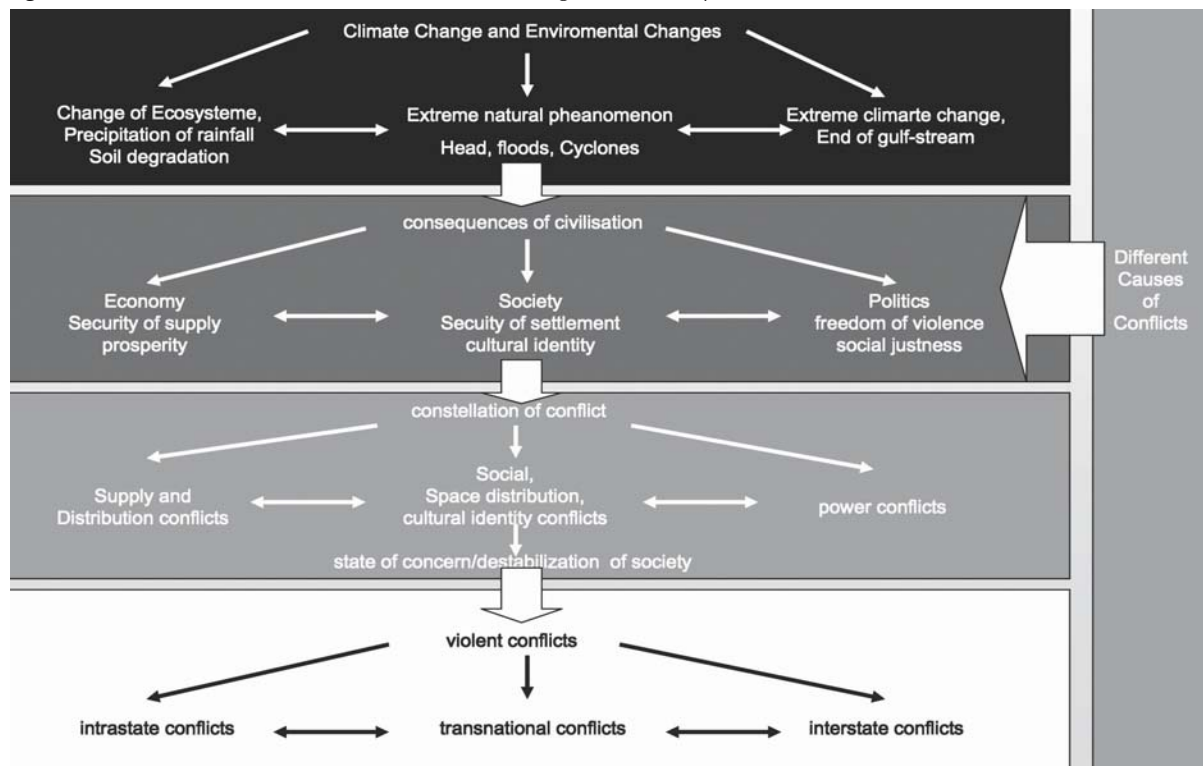 Climate Change and Enviromental Changes
Change of Ecosysteme,
Precipitation of rainfall
Soil degradation
Extreme natural pheanomenon
Head, floods, Cyclones
Extreme climarte change,
End of gulf-stream
consequences of civilisation
Economy
Security of supply
prosperity
Society
Secuity of settlement
cultural identity
Politics
freedom of violence
social justness
Different
Causes
of
Conflicts
constellation of conflict
Supply and
Distribution conflicts
Social,
Space distribution,
cultural identity conflicts
power conflicts
state of concern/destabilization of society
violent conflicts
intrastate conflicts
transnational conflicts
interstate conflicts